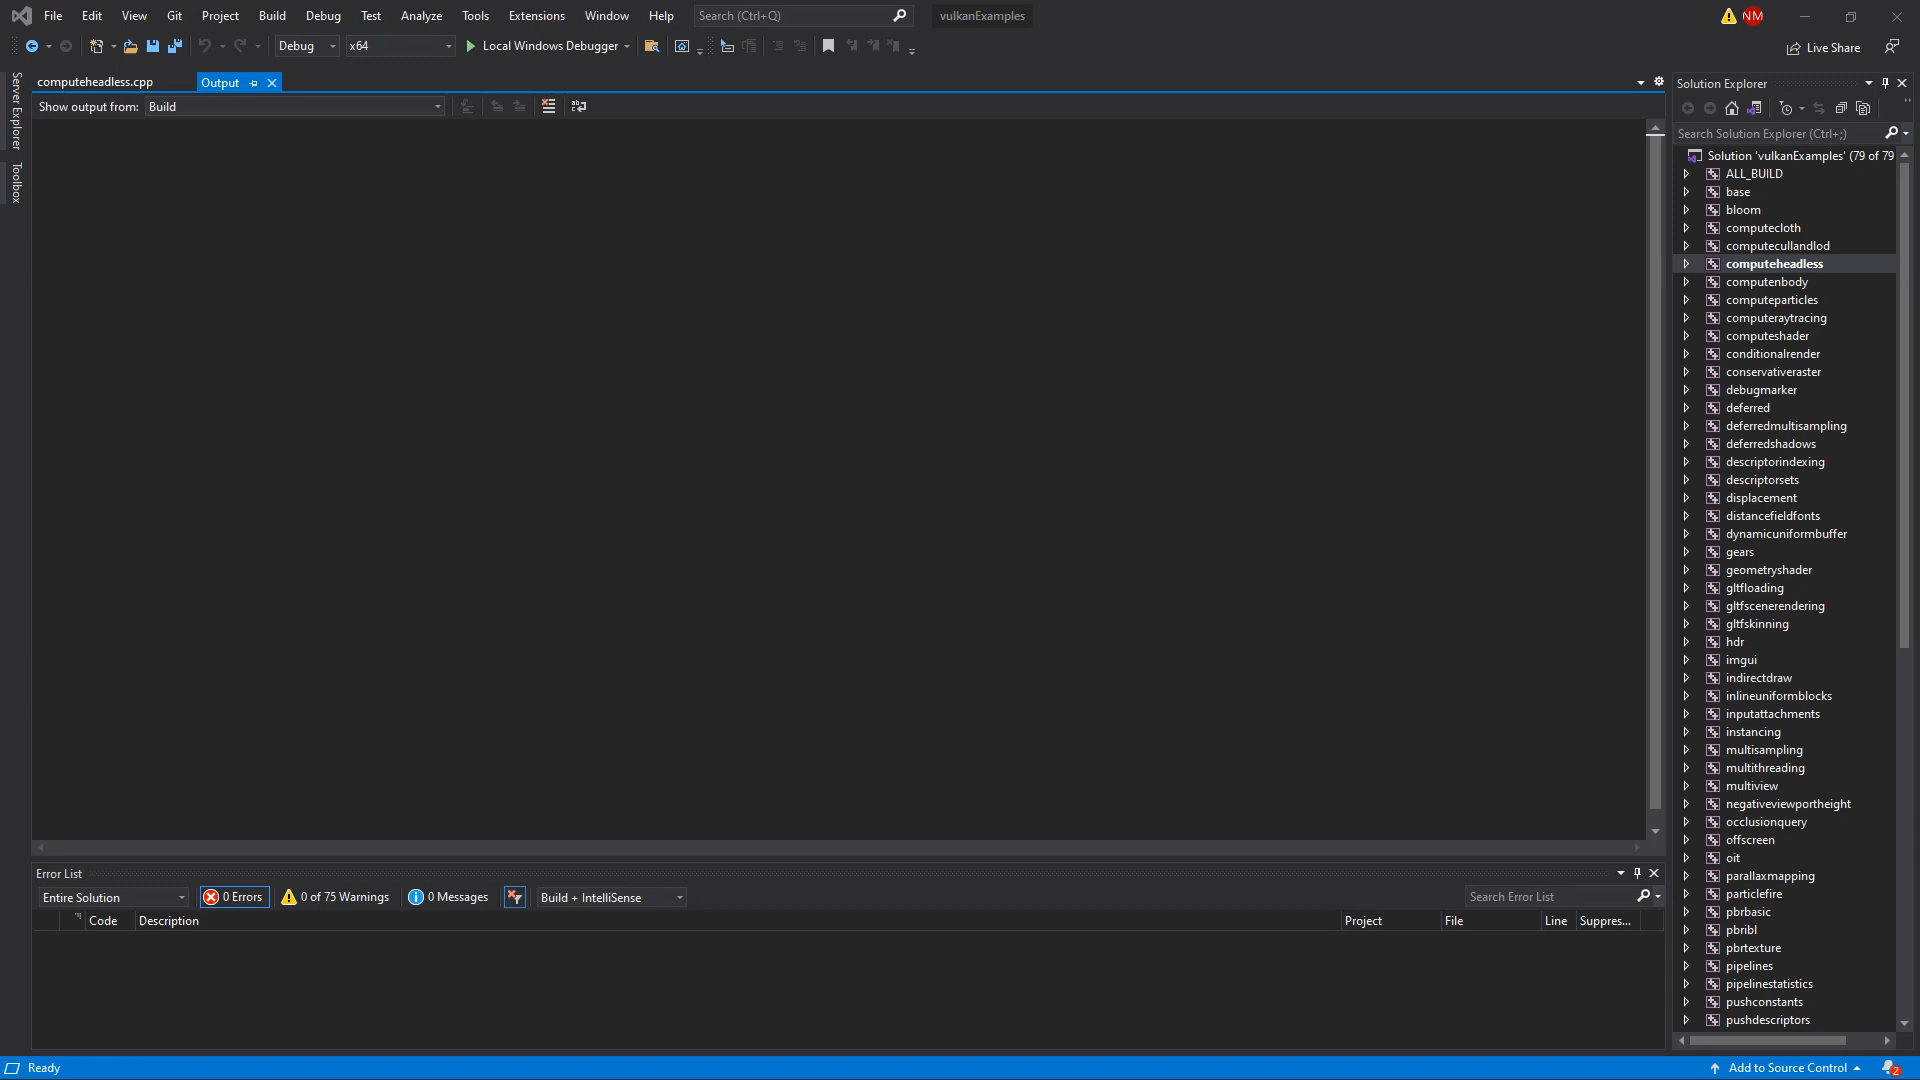 File Edit View Git Project Build Debug Test Analyze Tools Extensions Window Help Search (Ctrl+Q) vulkanExamples NM
Debug x64 Local Windows Debugger Live Share
Server Explorer
Toolbox
computeheadless.cpp Output
Show output from: Build
Solution Explorer
Search Solution Explorer (Ctrl+;)
Solution 'vulkanExamples' (79 of 79
ALL_BUILD
base
bloom
computecloth
computecullandlod
computeheadless
computenbody
computeparticles
computeraytracing
computeshader
conditionalrender
conservativeraster
debugmarker
deferred
deferredmultisampling
deferredshadows
descriptorindexing
descriptorsets
displacement
distancefieldfonts
dynamicuniformbuffer
gears
geometryshader
gltfloading
gltfscenerendering
gltfskinning
hdr
imgui
indirectdraw
inlineuniformblocks
inputattachments
instancing
multisampling
multithreading
multiview
negativeviewportheight
occlusionquery
offscreen
oit
parallaxmapping
particlefire
pbrbasic
pbribl
pbrtexture
pipelines
pipelinestatistics
pushconstants
pushdescriptors
Error List
Entire Solution 0 Errors 0 of 75 Warnings 0 Messages Build + IntelliSense Search Error List
Code Description Project File Line Suppres...
Ready Add to Source Control 2